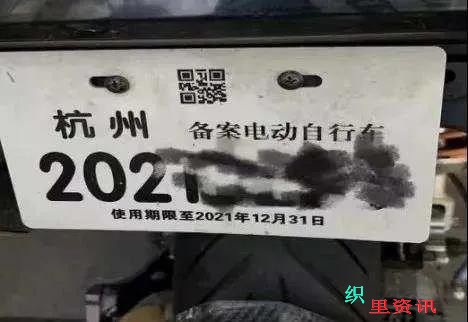 杭州 备案电动自行车
2021
使用期限至2021年12月31日
织里资讯